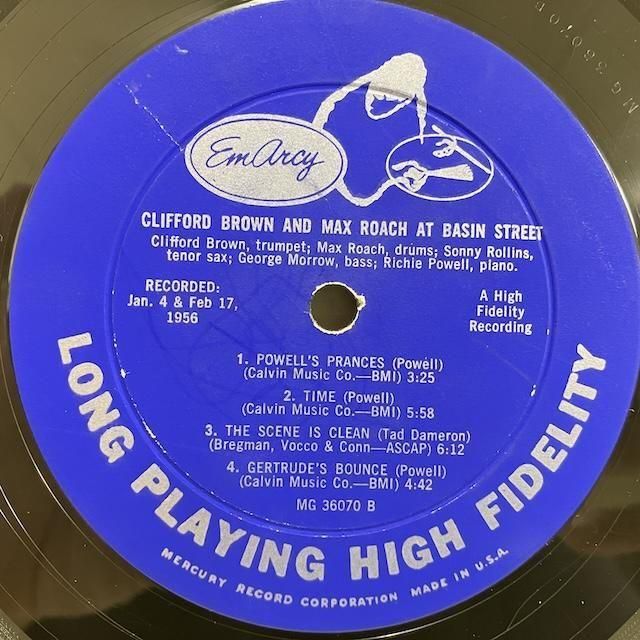 EmArcy
CLIFFORD BROWN AND MAX ROACH AT BASIN STREET
Clifford Brown, trumpet; Max Roach, drums; Sonny Rollins,
tenor sax; George Morrow, bass; Richie Powell, piano.
RECORDED:
Jan. 4 & Feb 17,
1956
A High
Fidelity
Recording
1. POWELL'S PRANCES (Powell)
(Calvin Music Co.—BMI) 3:25
2. TIME (Powell)
(Calvin Music Co.—BMI) 5:58
3. THE SCENE IS CLEAN (Tad Dameron)
(Bregman, Vocco & Conn—ASCAP) 6:12
4. GERTRUDE'S BOUNCE (Powell)
(Calvin Music Co.—BMI) 4:42
MG 36070 B
LONG PLAYING HIGH FIDELITY
MERCURY RECORD CORPORATION MADE IN U.S.A.
MG 36070B